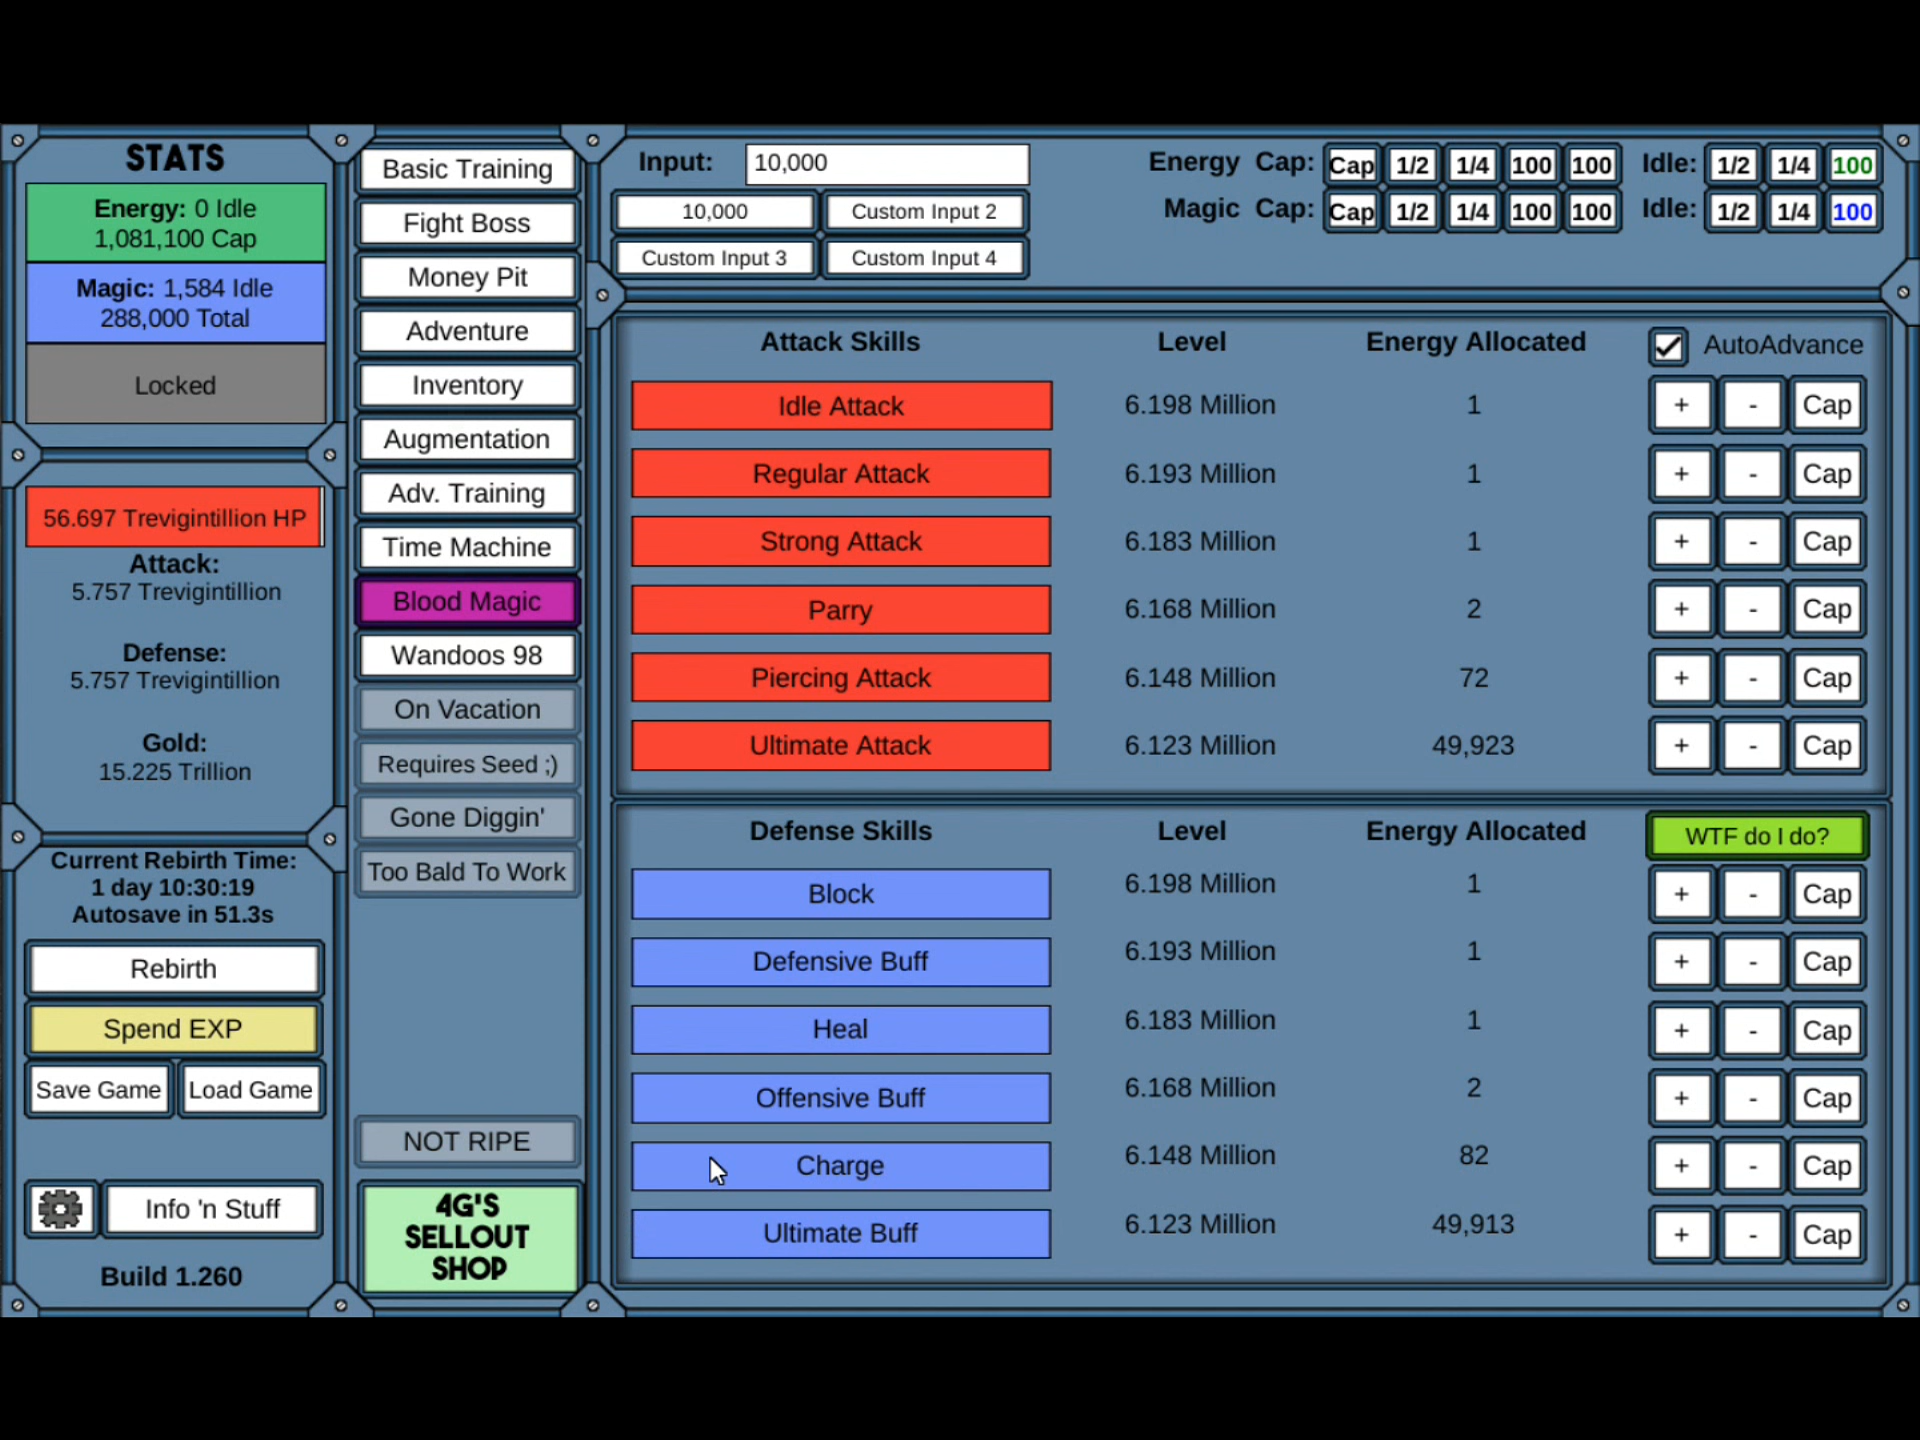 STATS
Energy: 0 Idle
1,081,100 Cap
Magic: 1,584 Idle
288,000 Total
Locked
56.697 Trevigintillion HP
Attack:
5.757 Trevigintillion
Defense:
5.757 Trevigintillion
Gold:
15.225 Trillion
Current Rebirth Time:
1 day 10:30:19
Autosave in 51.3s
Rebirth
Spend EXP
Save Game Load Game
Info 'n Stuff
Build 1.260
Basic Training
Fight Boss
Money Pit
Adventure
Inventory
Augmentation
Adv. Training
Time Machine
Blood Magic
Wandoos 98
On Vacation
Requires Seed ;)
Gone Diggin'
Too Bald To Work
NOT RIPE
4G'S
SELLOUT
SHOP
Input: 10,000
10,000 Custom Input 2
Custom Input 3 Custom Input 4
Energy Cap: Cap 1/2 1/4 100 100 Idle: 1/2 1/4 100
Magic Cap: Cap 1/2 1/4 100 100 Idle: 1/2 1/4 100
Attack Skills Level Energy Allocated AutoAdvance
Idle Attack 6.198 Million 1 + - Cap
Regular Attack 6.193 Million 1 + - Cap
Strong Attack 6.183 Million 1 + - Cap
Parry 6.168 Million 2 + - Cap
Piercing Attack 6.148 Million 72 + - Cap
Ultimate Attack 6.123 Million 49,923 + - Cap
Defense Skills Level Energy Allocated WTF do I do?
Block 6.198 Million 1 + - Cap
Defensive Buff 6.193 Million 1 + - Cap
Heal 6.183 Million 1 + - Cap
Offensive Buff 6.168 Million 2 + - Cap
Charge 6.148 Million 82 + - Cap
Ultimate Buff 6.123 Million 49,913 + - Cap